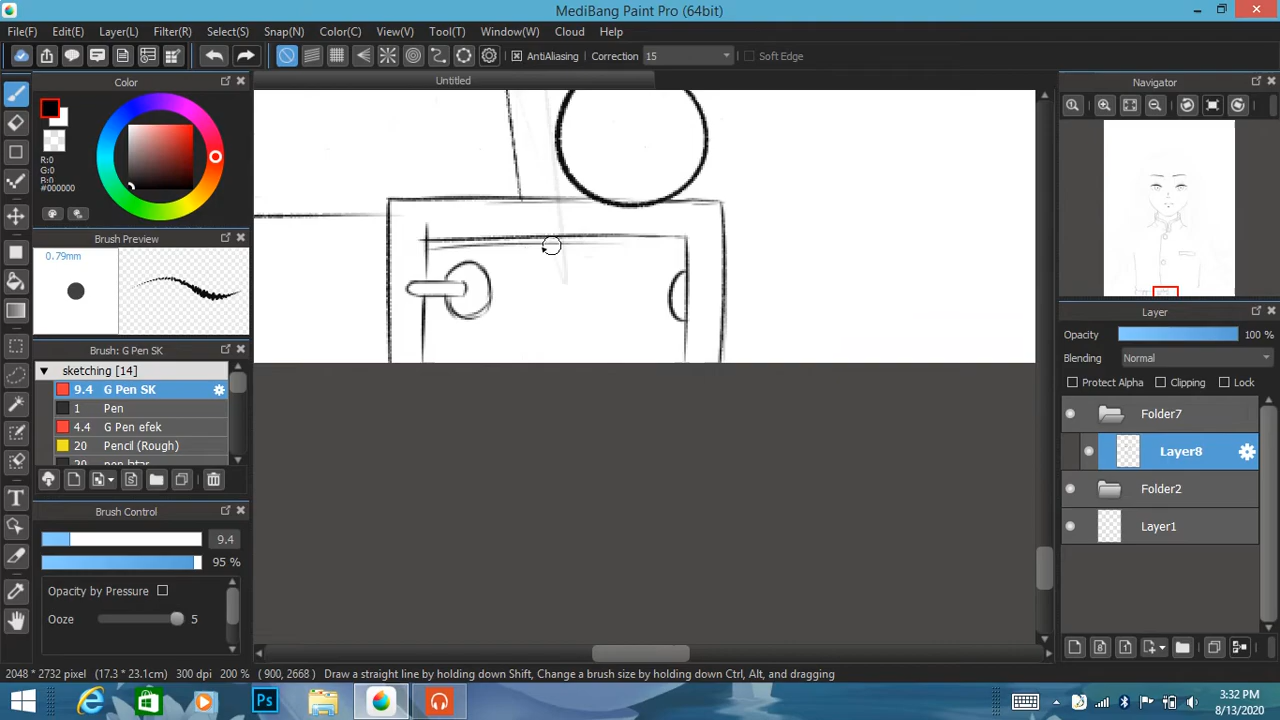 MediBang Paint Pro (64bit)
File(F) Edit(E) Layer(L) Filter(R) Select(S) Snap(N) Color(C) View(V) Tool(T) Window(W) Cloud Help
AntiAliasing Correction 15 Soft Edge
Color
Untitled
Navigator
R:0
G:0
B:0
#000000
Brush Preview
0.79mm
Layer
Opacity 100 %
Blending Normal
Protect Alpha Clipping Lock
Brush: G Pen SK
sketching [14]
9.4 G Pen SK
1 Pen
4.4 G Pen efek
20 Pencil (Rough)
Folder7
Layer8
Folder2
Layer1
Brush Control
9.4
95 %
Opacity by Pressure
Ooze 5
2048 * 2732 pixel (17.3 * 23.1cm) 300 dpi 200 % ( 900, 2668 ) Draw a straight line by holding down Shift, Change a brush size by holding down Ctrl, Alt, and dragging
Ps
3:32 PM
8/13/2020